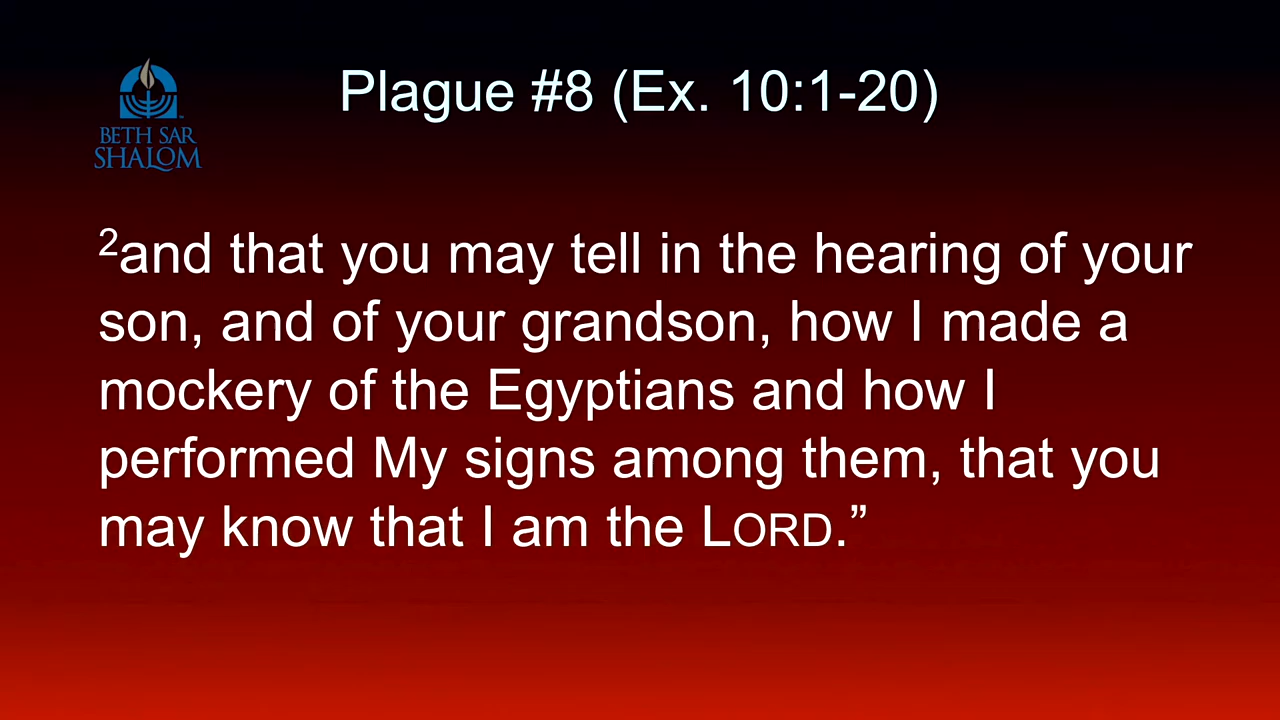 Plague #8 (Ex. 10:1-20)
BETH SAR
SHALOM
2and that you may tell in the hearing of your
son, and of your grandson, how I made a
mockery of the Egyptians and how I
performed My signs among them, that you
may know that I am the LORD.”